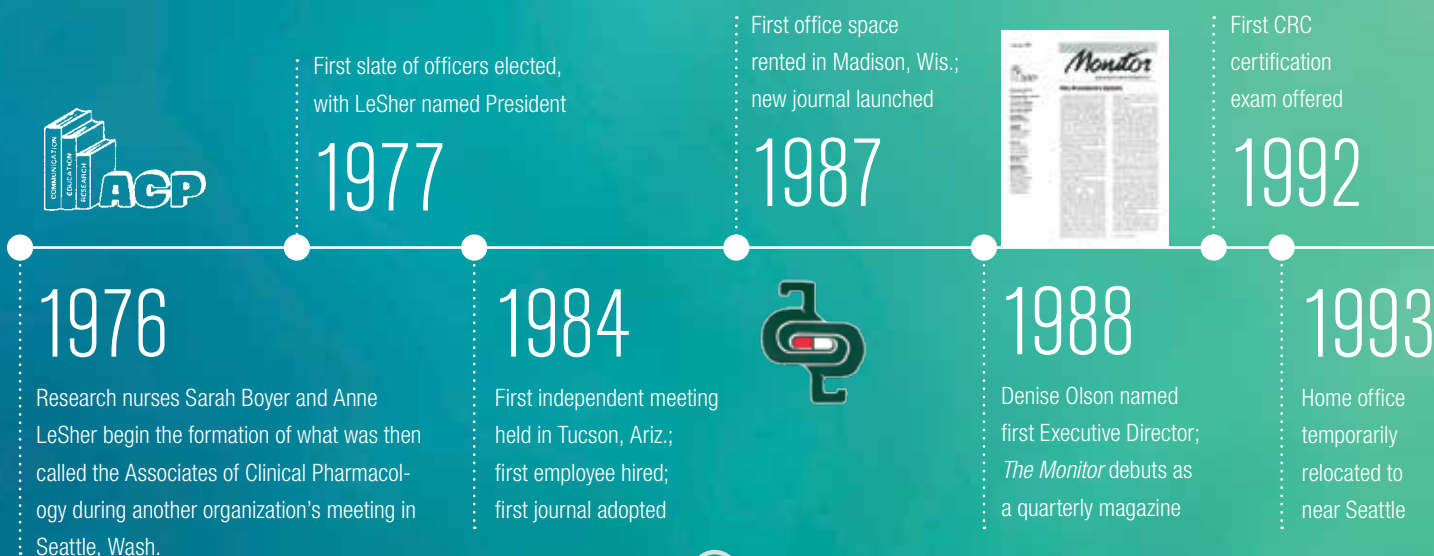 COMMUNICATION
EDUCATION
RESEARCH
ACP
1976
Research nurses Sarah Boyer and Anne
LeSher begin the formation of what was then
called the Associates of Clinical Pharmacol-
ogy during another organization's meeting in
Seattle, Wash.
First slate of officers elected,
with LeSher named President
1977
1984
First independent meeting
held in Tucson, Ariz.;
first employee hired;
first journal adopted
First office space
rented in Madison, Wis.;
new journal launched
1987
Monitor
1988
Denise Olson named
first Executive Director;
The Monitor debuts as
a quarterly magazine
First CRC
certification
exam offered
1992
1993
Home office
temporarily
relocated to
near Seattle